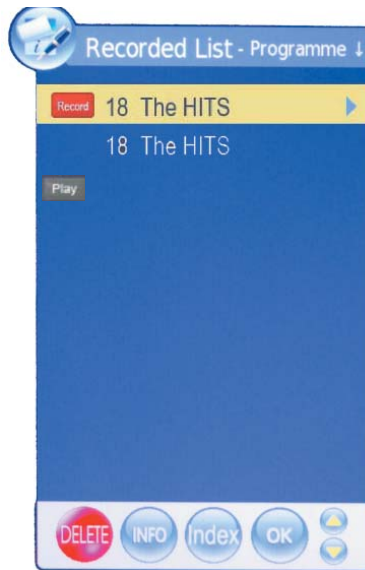 Recorded List - Programme ↓
Record 18 The HITS
18 The HITS
Play
DELETE INFO Index OK